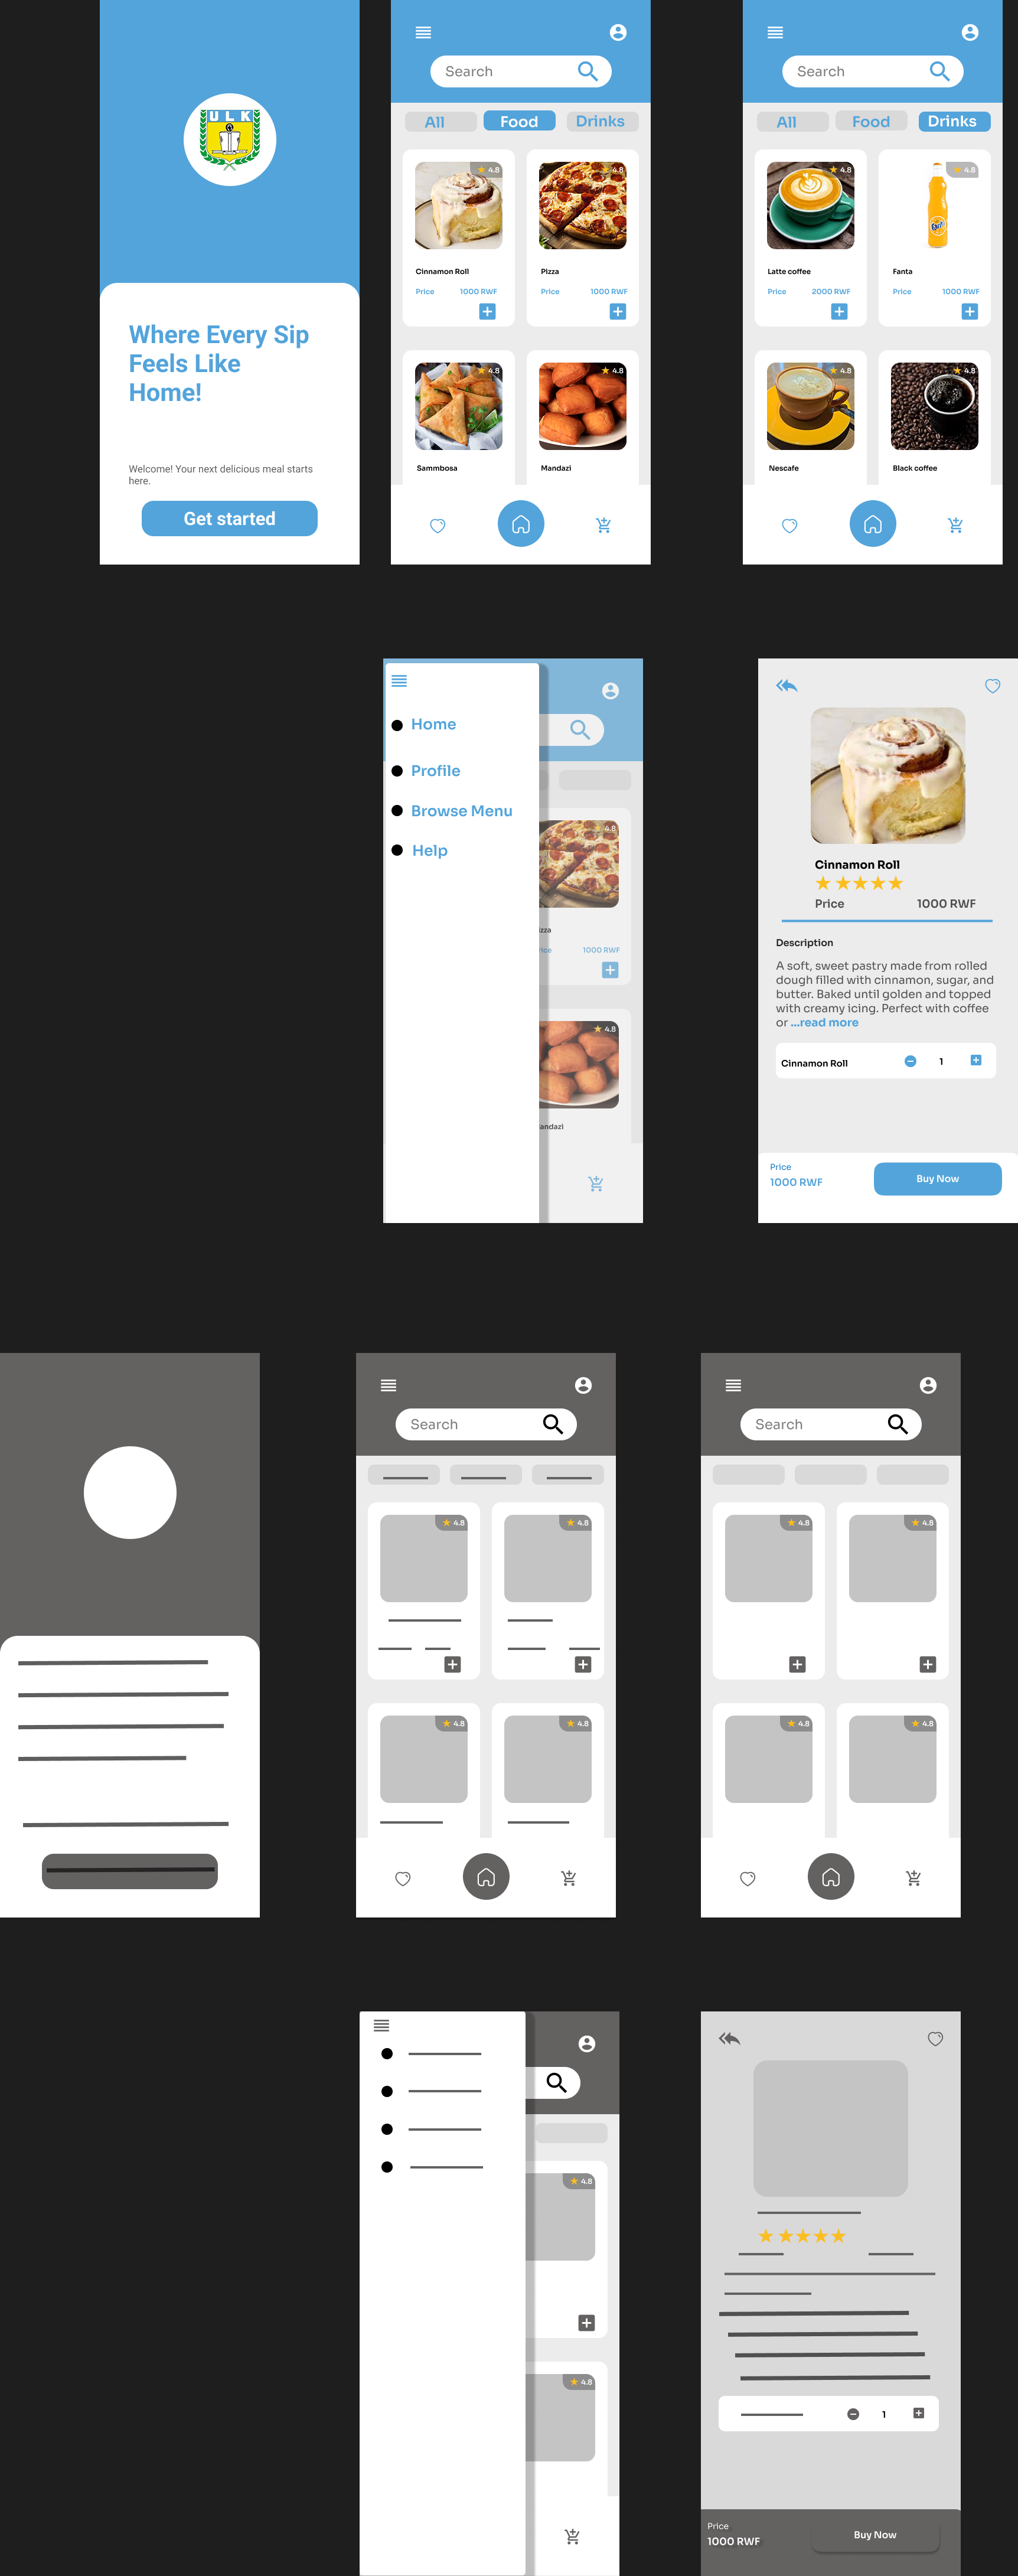 ULK
Where Every Sip
Feels Like
Home!
Welcome! Your next delicious meal starts
here.
Get started
Search
All Food Drinks
4.8 4.8
Cinnamon Roll Pizza
Price 1000 RWF Price 1000 RWF
4.8 4.8
Sammbosa Mandazi
Search
All Food Drinks
4.8 4.8
Fanta
Latte coffee Fanta
Price 2000 RWF Price 1000 RWF
4.8 4.8
Nescafe Black coffee
Home
Profile
Browse Menu
Help
4.8
izza
ice 1000 RWF
4.8
andazi
Cinnamon Roll
Price 1000 RWF
Description
A soft, sweet pastry made from rolled
dough filled with cinnamon, sugar, and
butter. Baked until golden and topped
with creamy icing. Perfect with coffee
or ...read more
Cinnamon Roll 1
Price
1000 RWF
Buy Now
Search
4.8 4.8
4.8 4.8
Search
4.8 4.8
4.8 4.8
4.8
4.8
1
Price
1000 RWF
Buy Now